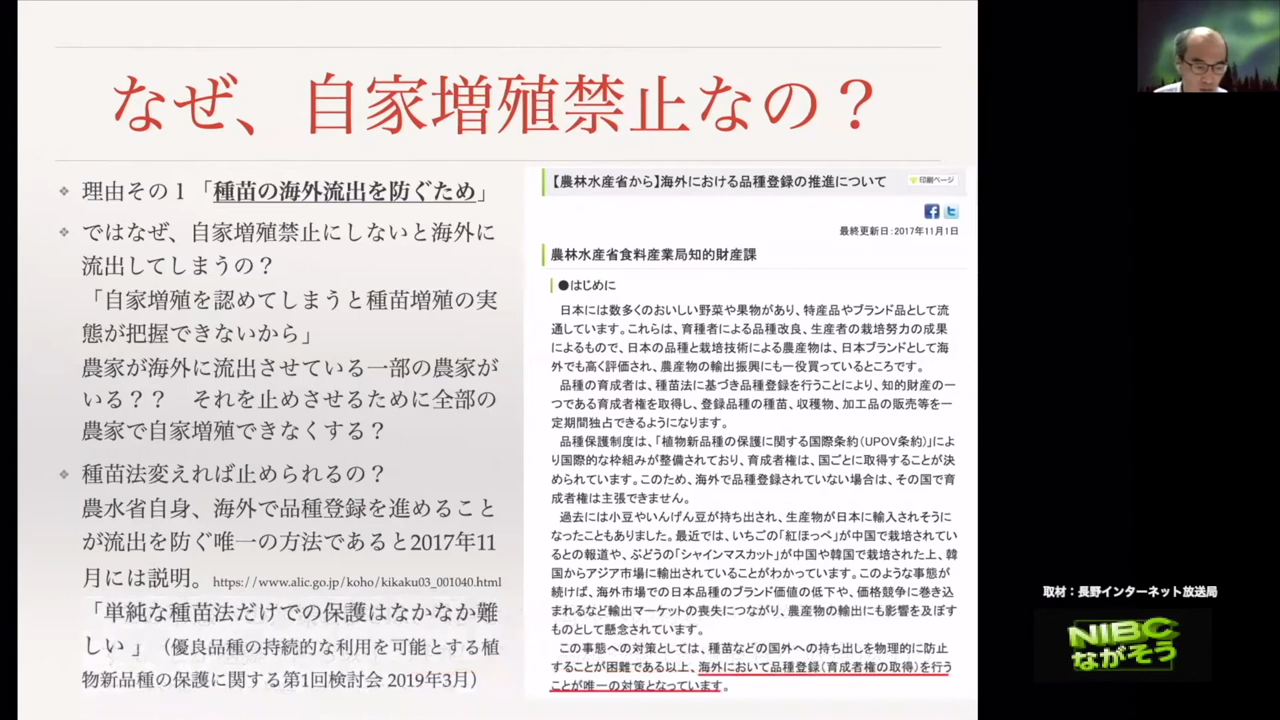 なぜ、自家増殖禁止なの？
❖ 理由その１「種苗の海外流出を防ぐため」
❖ ではなぜ、自家増殖禁止にしないと海外に
流出してしまうの？
「自家増殖を認めてしまうと種苗増殖の実
態が把握できないから」
農家が海外に流出させている一部の農家が
いる？？　それを止めさせるために全部の
農家で自家増殖できなくする？
❖ 種苗法変えれば止められるの？
農水省自身、海外で品種登録を進めること
が流出を防ぐ唯一の方法であると2017年11
月には説明。https://www.alic.go.jp/koho/kikaku03_001040.html
「単純な種苗法だけでの保護はなかなか難
しい 」（優良品種の持続的な利用を可能とする植
物新品種の保護に関する第1回検討会 2019年3月）
【農林水産省から】海外における品種登録の推進について
印刷ページ
最終更新日：2017年11月1日
農林水産省食料産業局知的財産課
●はじめに
日本には数多くのおいしい野菜や果物があり、特産品やブランド品として流
通しています。これらは、育種者による品種改良、生産者の栽培努力の成果
によるもので、日本の品種と栽培技術による農産物は、日本ブランドとして海
外でも高く評価され、農産物の輸出振興にも一役買っているところです。
品種の育成者は、種苗法に基づき品種登録を行うことにより、知的財産の一
つである育成者権を取得し、登録品種の種苗、収穫物、加工品の販売等を一
定期間独占できるようになります。
品種保護制度は、「植物新品種の保護に関する国際条約（UPOV条約）」によ
り国際的な枠組みが整備されており、育成者権は、国ごとに取得することが決
められています。このため、海外で品種登録されていない場合は、その国で育
成者権は主張できません。
過去には小豆やいんげん豆が持ち出され、生産物が日本に輸入されそうに
なったこともありました。最近では、いちごの「紅ほっぺ」が中国で栽培されてい
るとの報道や、ぶどうの「シャインマスカット」が中国や韓国で栽培された上、韓
国からアジア市場に輸出されていることがわかっています。このような事態が
続けば、海外市場での日本品種のブランド価値の低下や、価格競争に巻き込
まれるなど輸出マーケットの喪失につながり、農産物の輸出にも影響を及ぼす
ものとして懸念されています。
この事態への対策としては、種苗などの国外への持ち出しを物理的に防止
することが困難である以上、海外において品種登録（育成者権の取得）を行う
ことが唯一の対策となっています。
取材：長野インターネット放送局
NIBC
ながそう